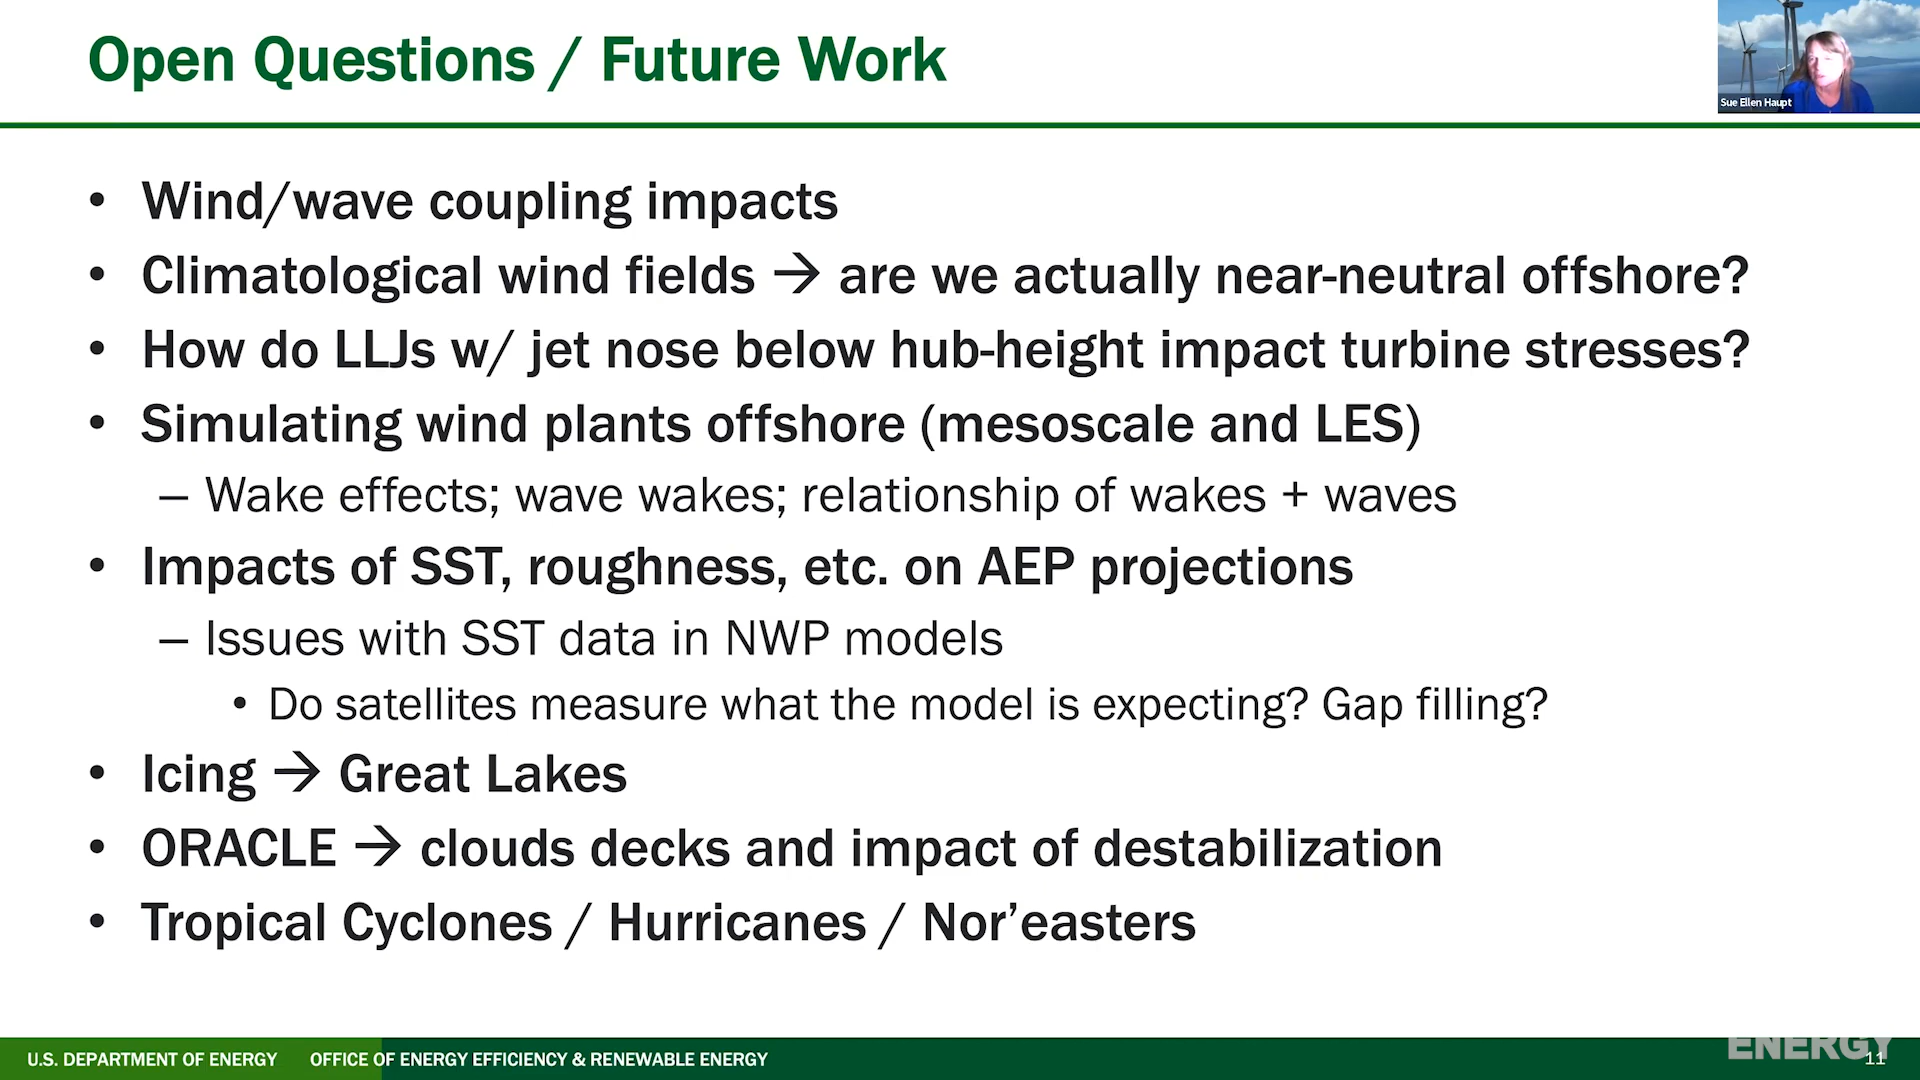 Open Questions / Future Work
Sue Ellen Haupt
• Wind/wave coupling impacts
• Climatological wind fields → are we actually near-neutral offshore?
• How do LLJs w/ jet nose below hub-height impact turbine stresses?
• Simulating wind plants offshore (mesoscale and LES)
– Wake effects; wave wakes; relationship of wakes + waves
• Impacts of SST, roughness, etc. on AEP projections
– Issues with SST data in NWP models
• Do satellites measure what the model is expecting? Gap filling?
• Icing → Great Lakes
• ORACLE → clouds decks and impact of destabilization
• Tropical Cyclones / Hurricanes / Nor’easters
U.S. DEPARTMENT OF ENERGY OFFICE OF ENERGY EFFICIENCY & RENEWABLE ENERGY
ENERGY
11